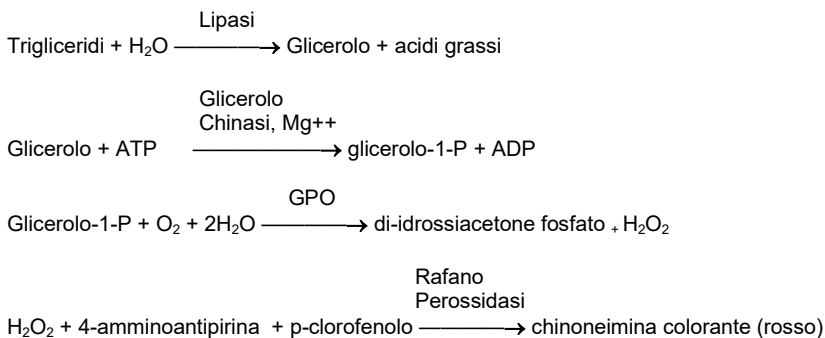 Lipasi
Trigliceridi + H₂O ————→ Glicerolo + acidi grassi
Glicerolo
Chinasi, Mg++
Glicerolo + ATP ——————→ glicerolo-1-P + ADP
GPO
Glicerolo-1-P + O₂ + 2H₂O ————→ di-idrossiacetone fosfato + H₂O₂
Rafano
Perossidasi
H₂O₂ + 4-amminoantipirina + p-clorofenolo ————→ chinoneimina colorante (rosso)